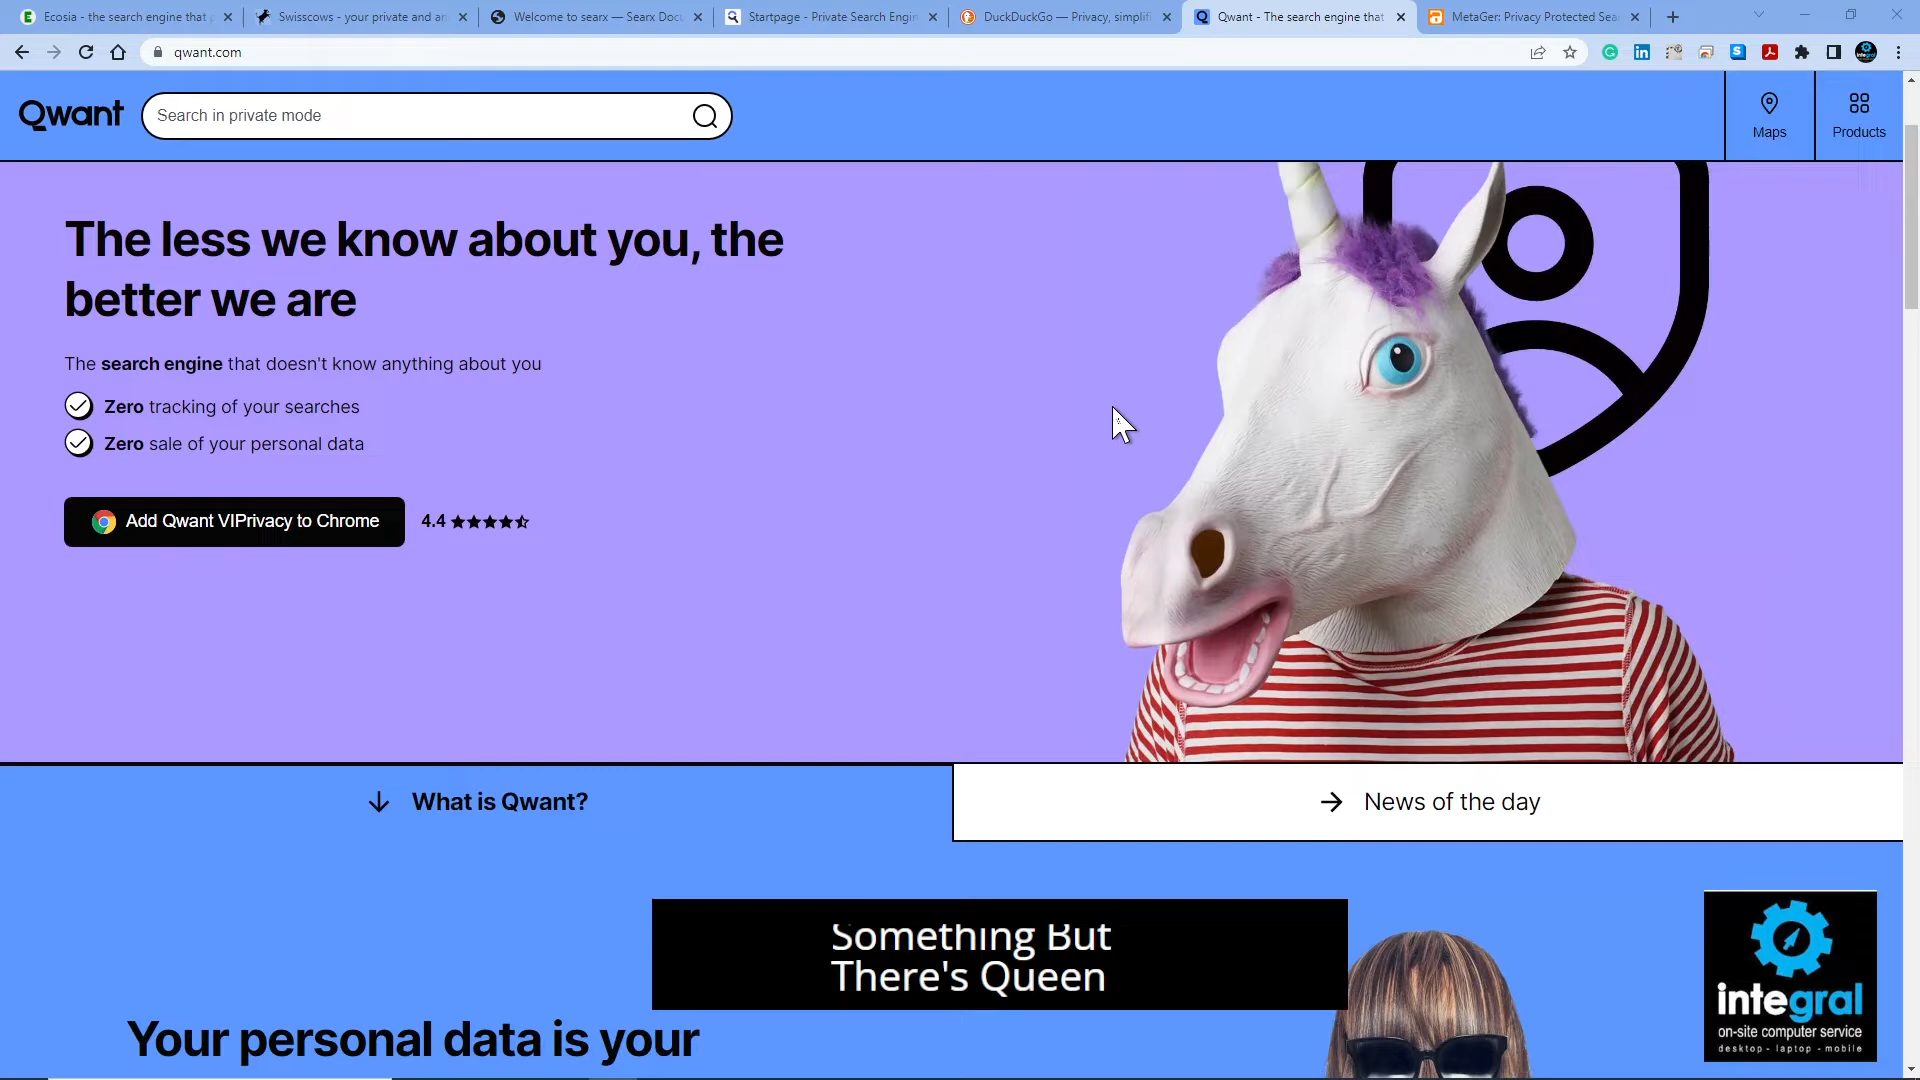 Ecosia - the search engine that
Swisscows - your private and an
Welcome to searx — Searx Doc
Startpage - Private Search Engin
DuckDuckGo — Privacy, simplifi
Qwant - The search engine that
MetaGer: Privacy Protected Sea
qwant.com
Qwant
Search in private mode
Maps
Products
The less we know about you, the
better we are
The search engine that doesn't know anything about you
Zero tracking of your searches
Zero sale of your personal data
Add Qwant VIPrivacy to Chrome
4.4
What is Qwant?
News of the day
Something But
There's Queen
Your personal data is your
integral
on-site computer service
desktop - laptop - mobile